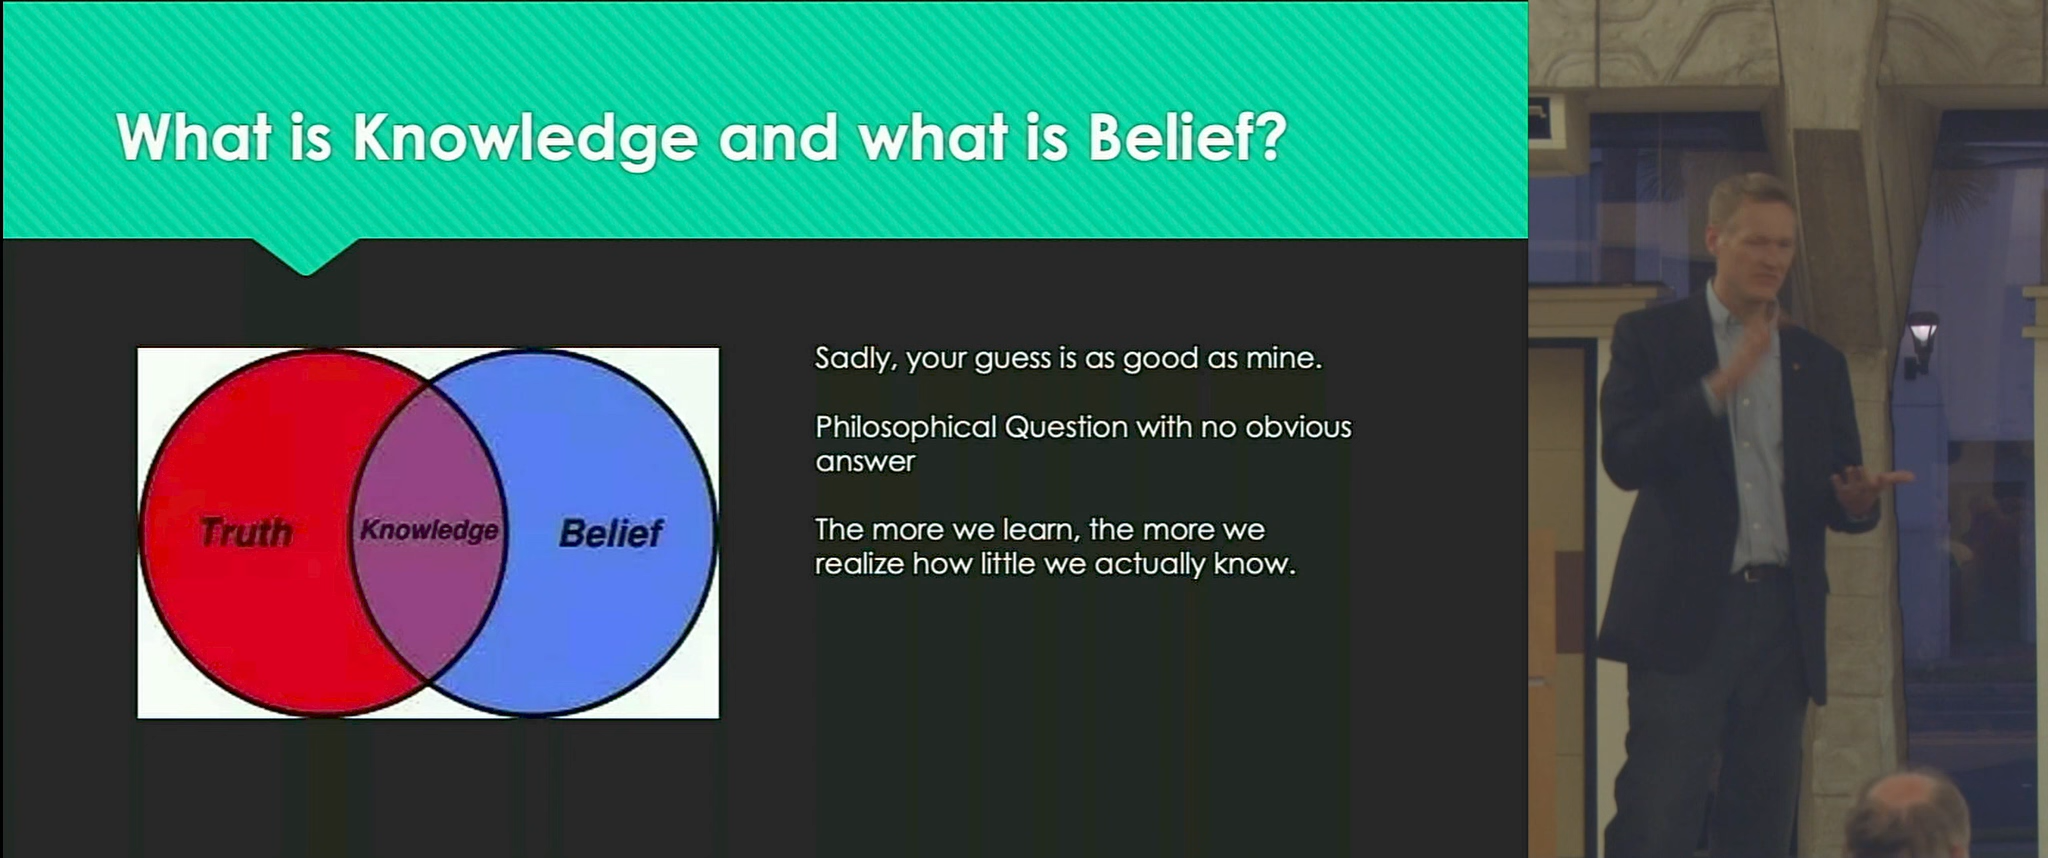 What is Knowledge and what is Belief?
Truth
Knowledge
Belief
Sadly, your guess is as good as mine.
Philosophical Question with no obvious
answer
The more we learn, the more we
realize how little we actually know.